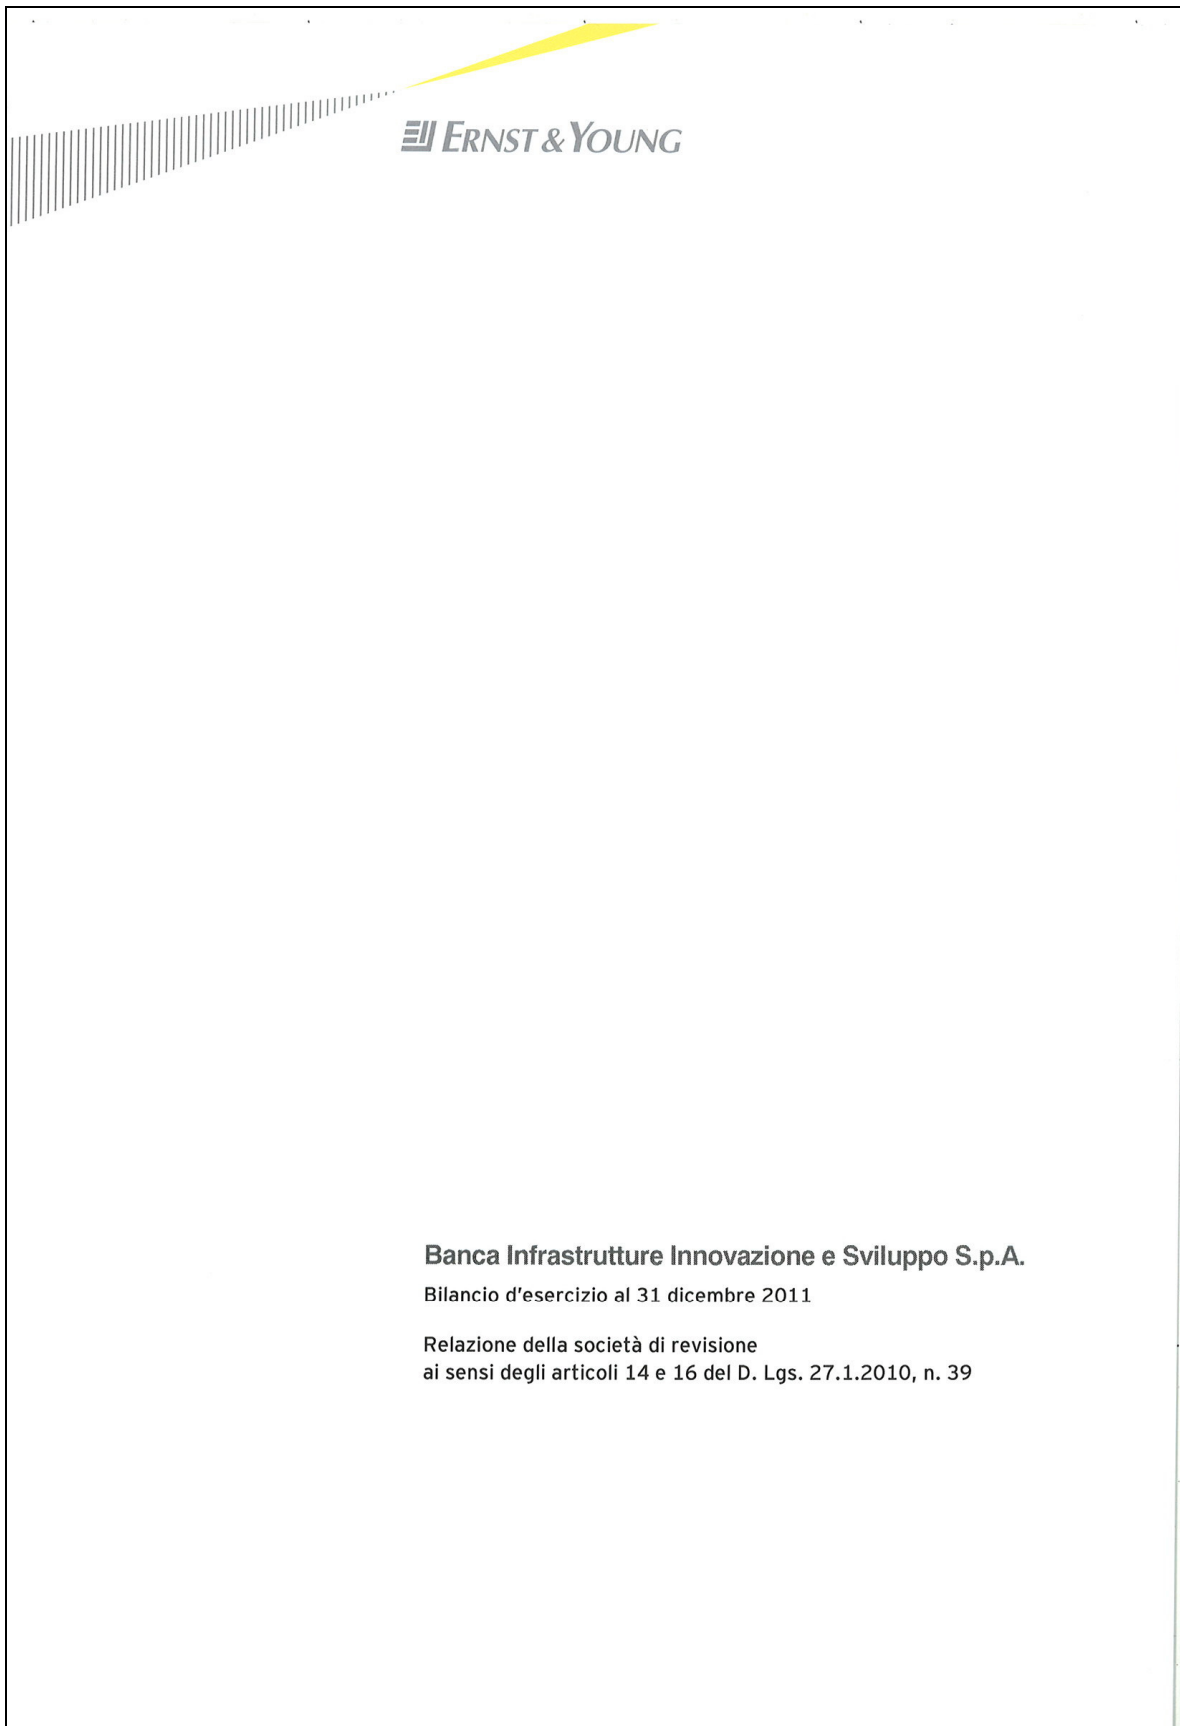 ERNST & YOUNG
Banca Infrastrutture Innovazione e Sviluppo S.p.A.
Bilancio d'esercizio al 31 dicembre 2011
Relazione della società di revisione
ai sensi degli articoli 14 e 16 del D. Lgs. 27.1.2010, n. 39